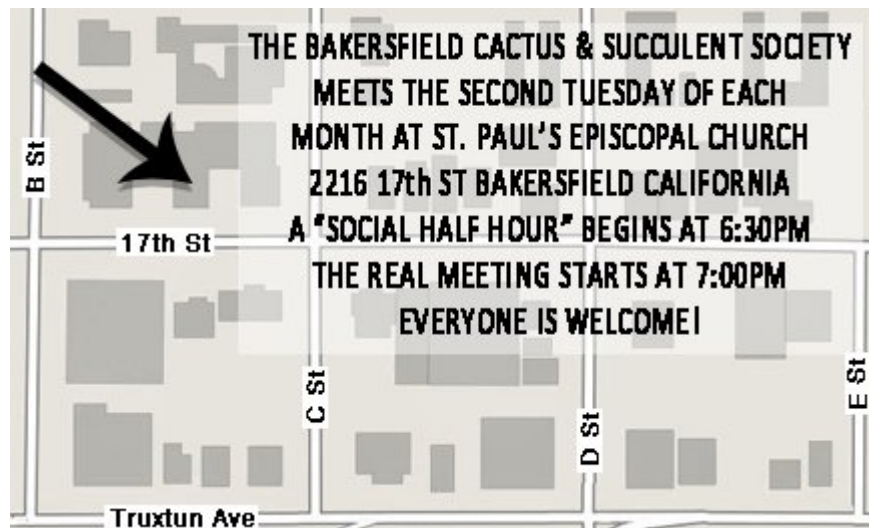 THE BAKERSFIELD CACTUS & SUCCULENT SOCIETY
MEETS THE SECOND TUESDAY OF EACH
MONTH AT ST. PAUL'S EPISCOPAL CHURCH
2216 17th ST BAKERSFIELD CALIFORNIA
A "SOCIAL HALF HOUR" BEGINS AT 6:30PM
THE REAL MEETING STARTS AT 7:00PM
EVERYONE IS WELCOME!
B St
17th St
C St
D St
E St
Truxtun Ave